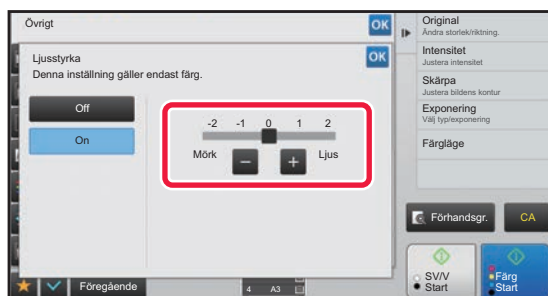 Övrigt
OK
Ljusstyrka
Denna inställning gäller endast färg.
OK
Off
On
-2 -1 0 1 2
Mörk
Ljus
Original
Ändra storlek/riktning.
Intensitet
Justera intensitet
Skärpa
Justera bildens kontur
Exponering
Välj typ/exponering
Färgläge
Förhandsgr.
CA
SV/V
Start
Färg
Start
Föregående
4 A3